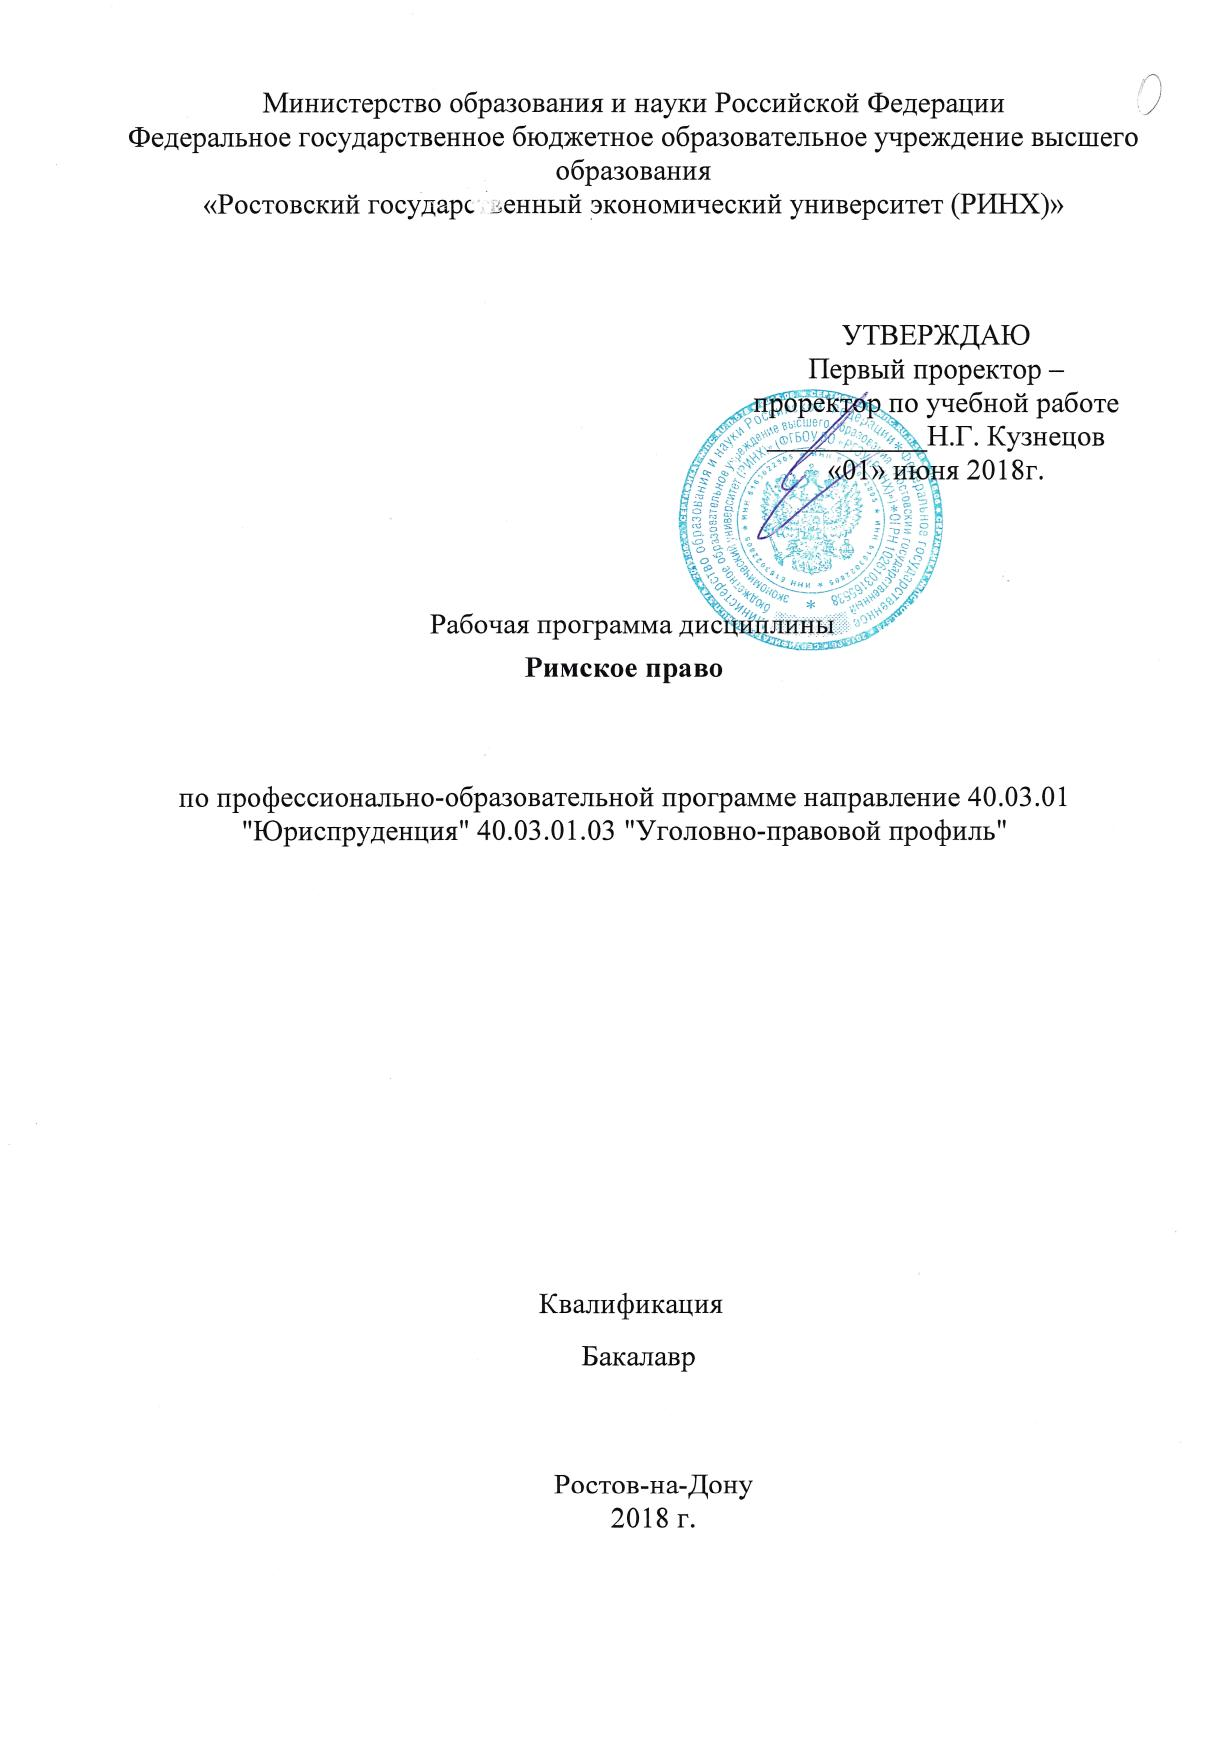 Министерство образования и науки Российской Федерации
Федеральное государственное бюджетное образовательное учреждение высшего
образования
«Ростовский государственный экономический университет (РИНХ)»
УТВЕРЖДАЮ
Первый проректор –
проректор по учебной работе
Н.Г. Кузнецов
«01» июня 2018г.
Рабочая программа дисциплины
Римское право
по профессионально-образовательной программе направление 40.03.01
"Юриспруденция" 40.03.01.03 "Уголовно-правовой профиль"
Квалификация
Бакалавр
Ростов-на-Дону
2018 г.